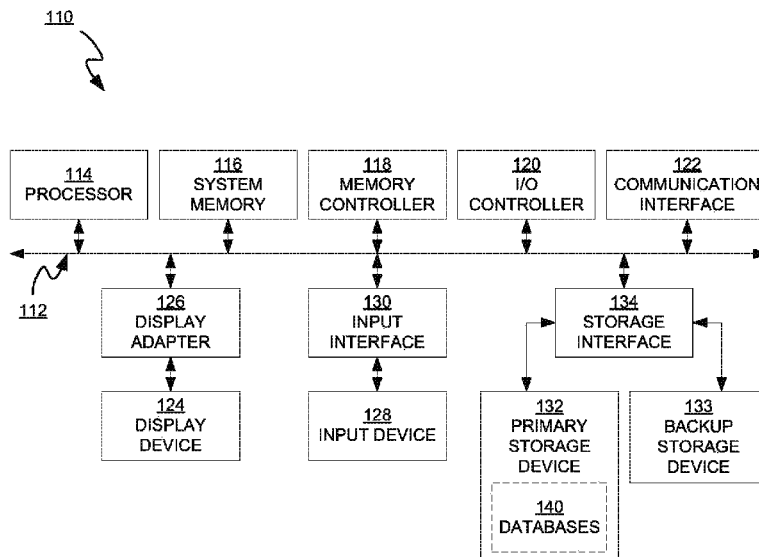 110
114
PROCESSOR
116
SYSTEM
MEMORY
118
MEMORY
CONTROLLER
120
I/O
CONTROLLER
122
COMMUNICATION
INTERFACE
112
126
DISPLAY
ADAPTER
130
INPUT
INTERFACE
134
STORAGE
INTERFACE
124
DISPLAY
DEVICE
128
INPUT DEVICE
132
PRIMARY
STORAGE
DEVICE
140
DATABASES
133
BACKUP
STORAGE
DEVICE